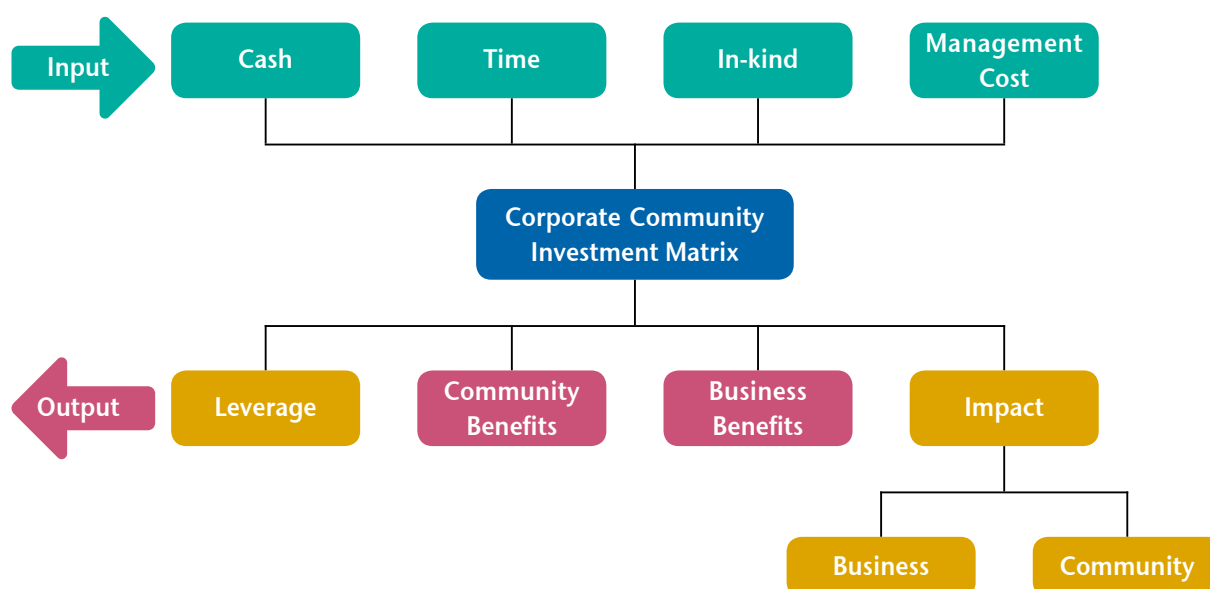 Input
Cash
Time
In-kind
Management
Cost
Corporate Community
Investment Matrix
Output
Leverage
Community
Benefits
Business
Benefits
Impact
Business
Community